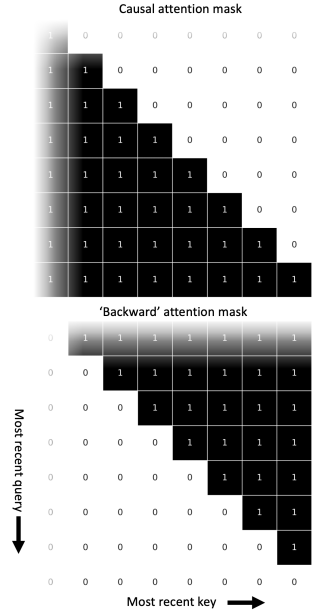 Causal attention mask
1 0 0 0 0 0 0 0
1 1 0 0 0 0 0 0
1 1 1 0 0 0 0 0
1 1 1 1 0 0 0 0
1 1 1 1 1 0 0 0
1 1 1 1 1 1 0 0
1 1 1 1 1 1 1 0
1 1 1 1 1 1 1 1
‘Backward’ attention mask
0 1 1 1 1 1 1 1
0 0 1 1 1 1 1 1
0 0 0 1 1 1 1 1
0 0 0 0 1 1 1 1
0 0 0 0 0 1 1 1
0 0 0 0 0 0 1 1
0 0 0 0 0 0 0 1
0 0 0 0 0 0 0 0
Most recent query
Most recent key